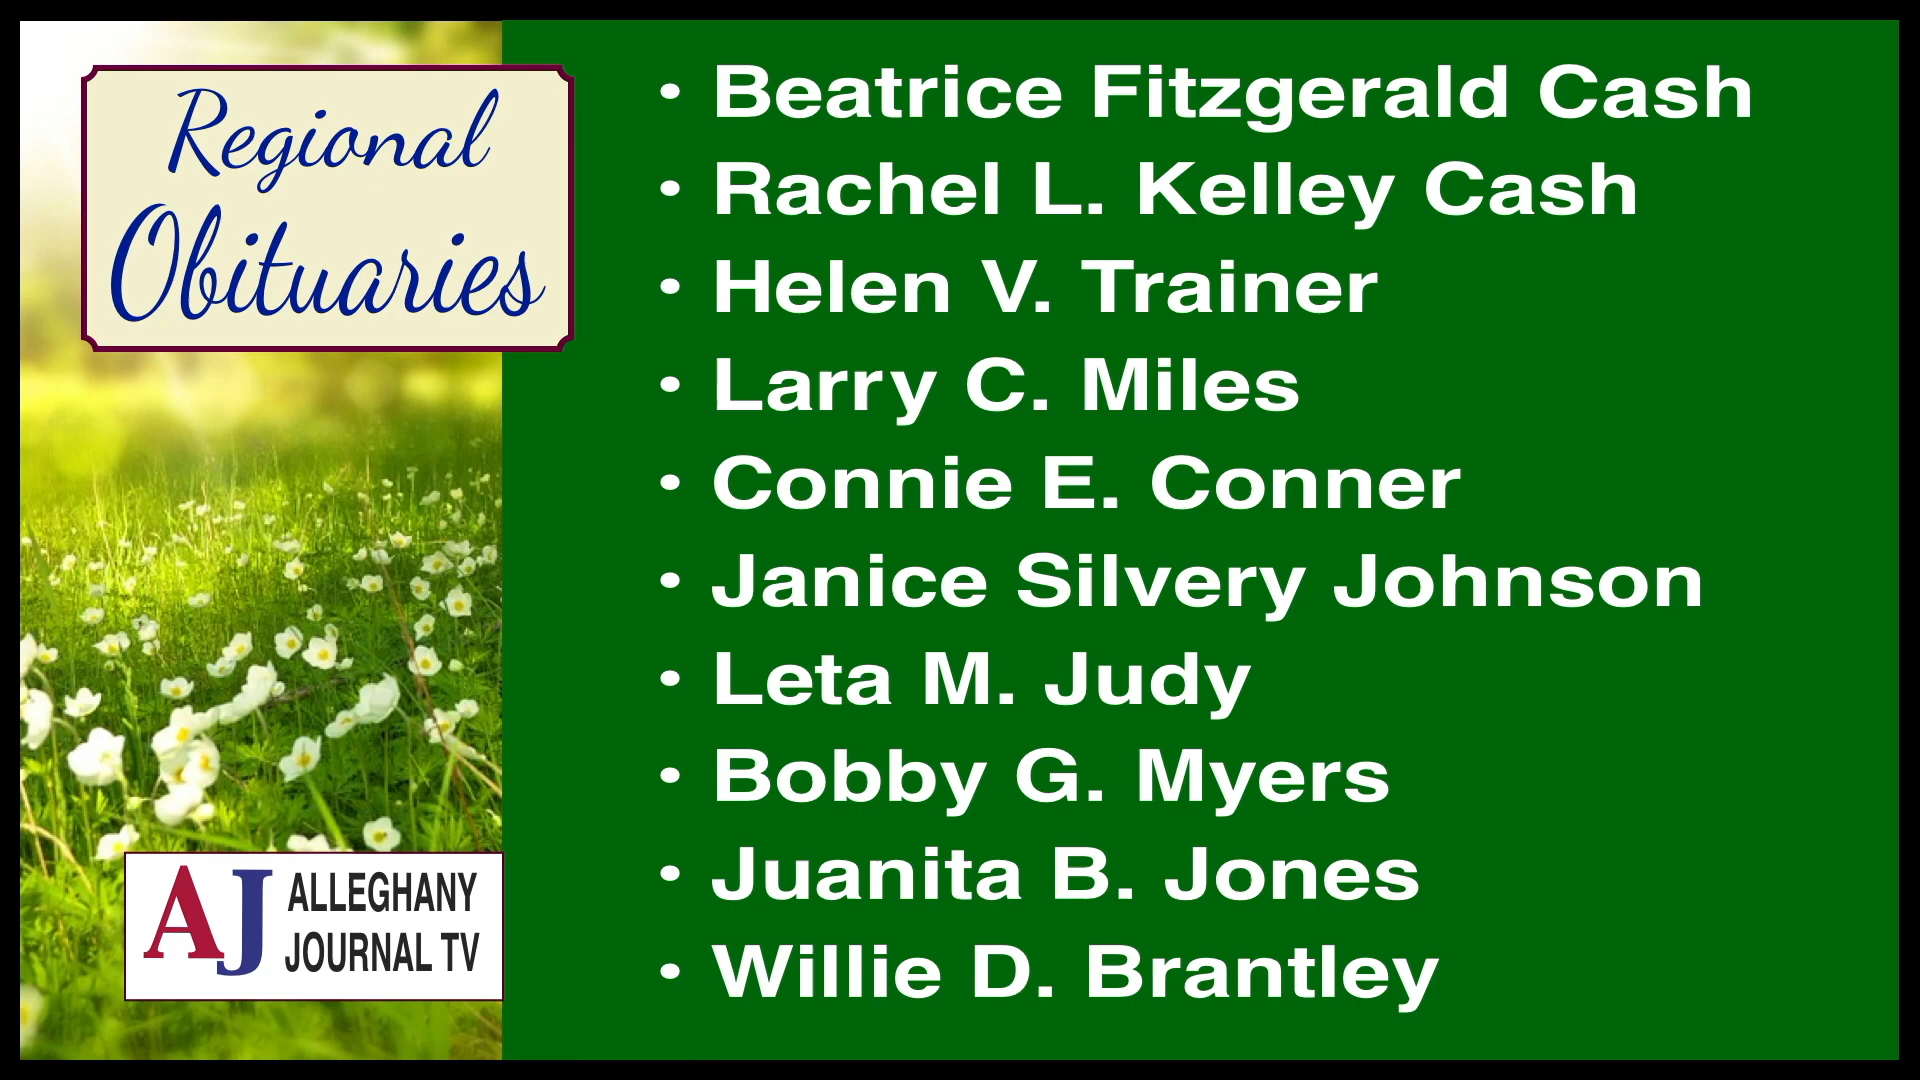 Regional
Obituaries
• Beatrice Fitzgerald Cash
• Rachel L. Kelley Cash
• Helen V. Trainer
• Larry C. Miles
• Connie E. Conner
• Janice Silvery Johnson
• Leta M. Judy
• Bobby G. Myers
• Juanita B. Jones
• Willie D. Brantley
AJ ALLEGHANY
JOURNAL TV